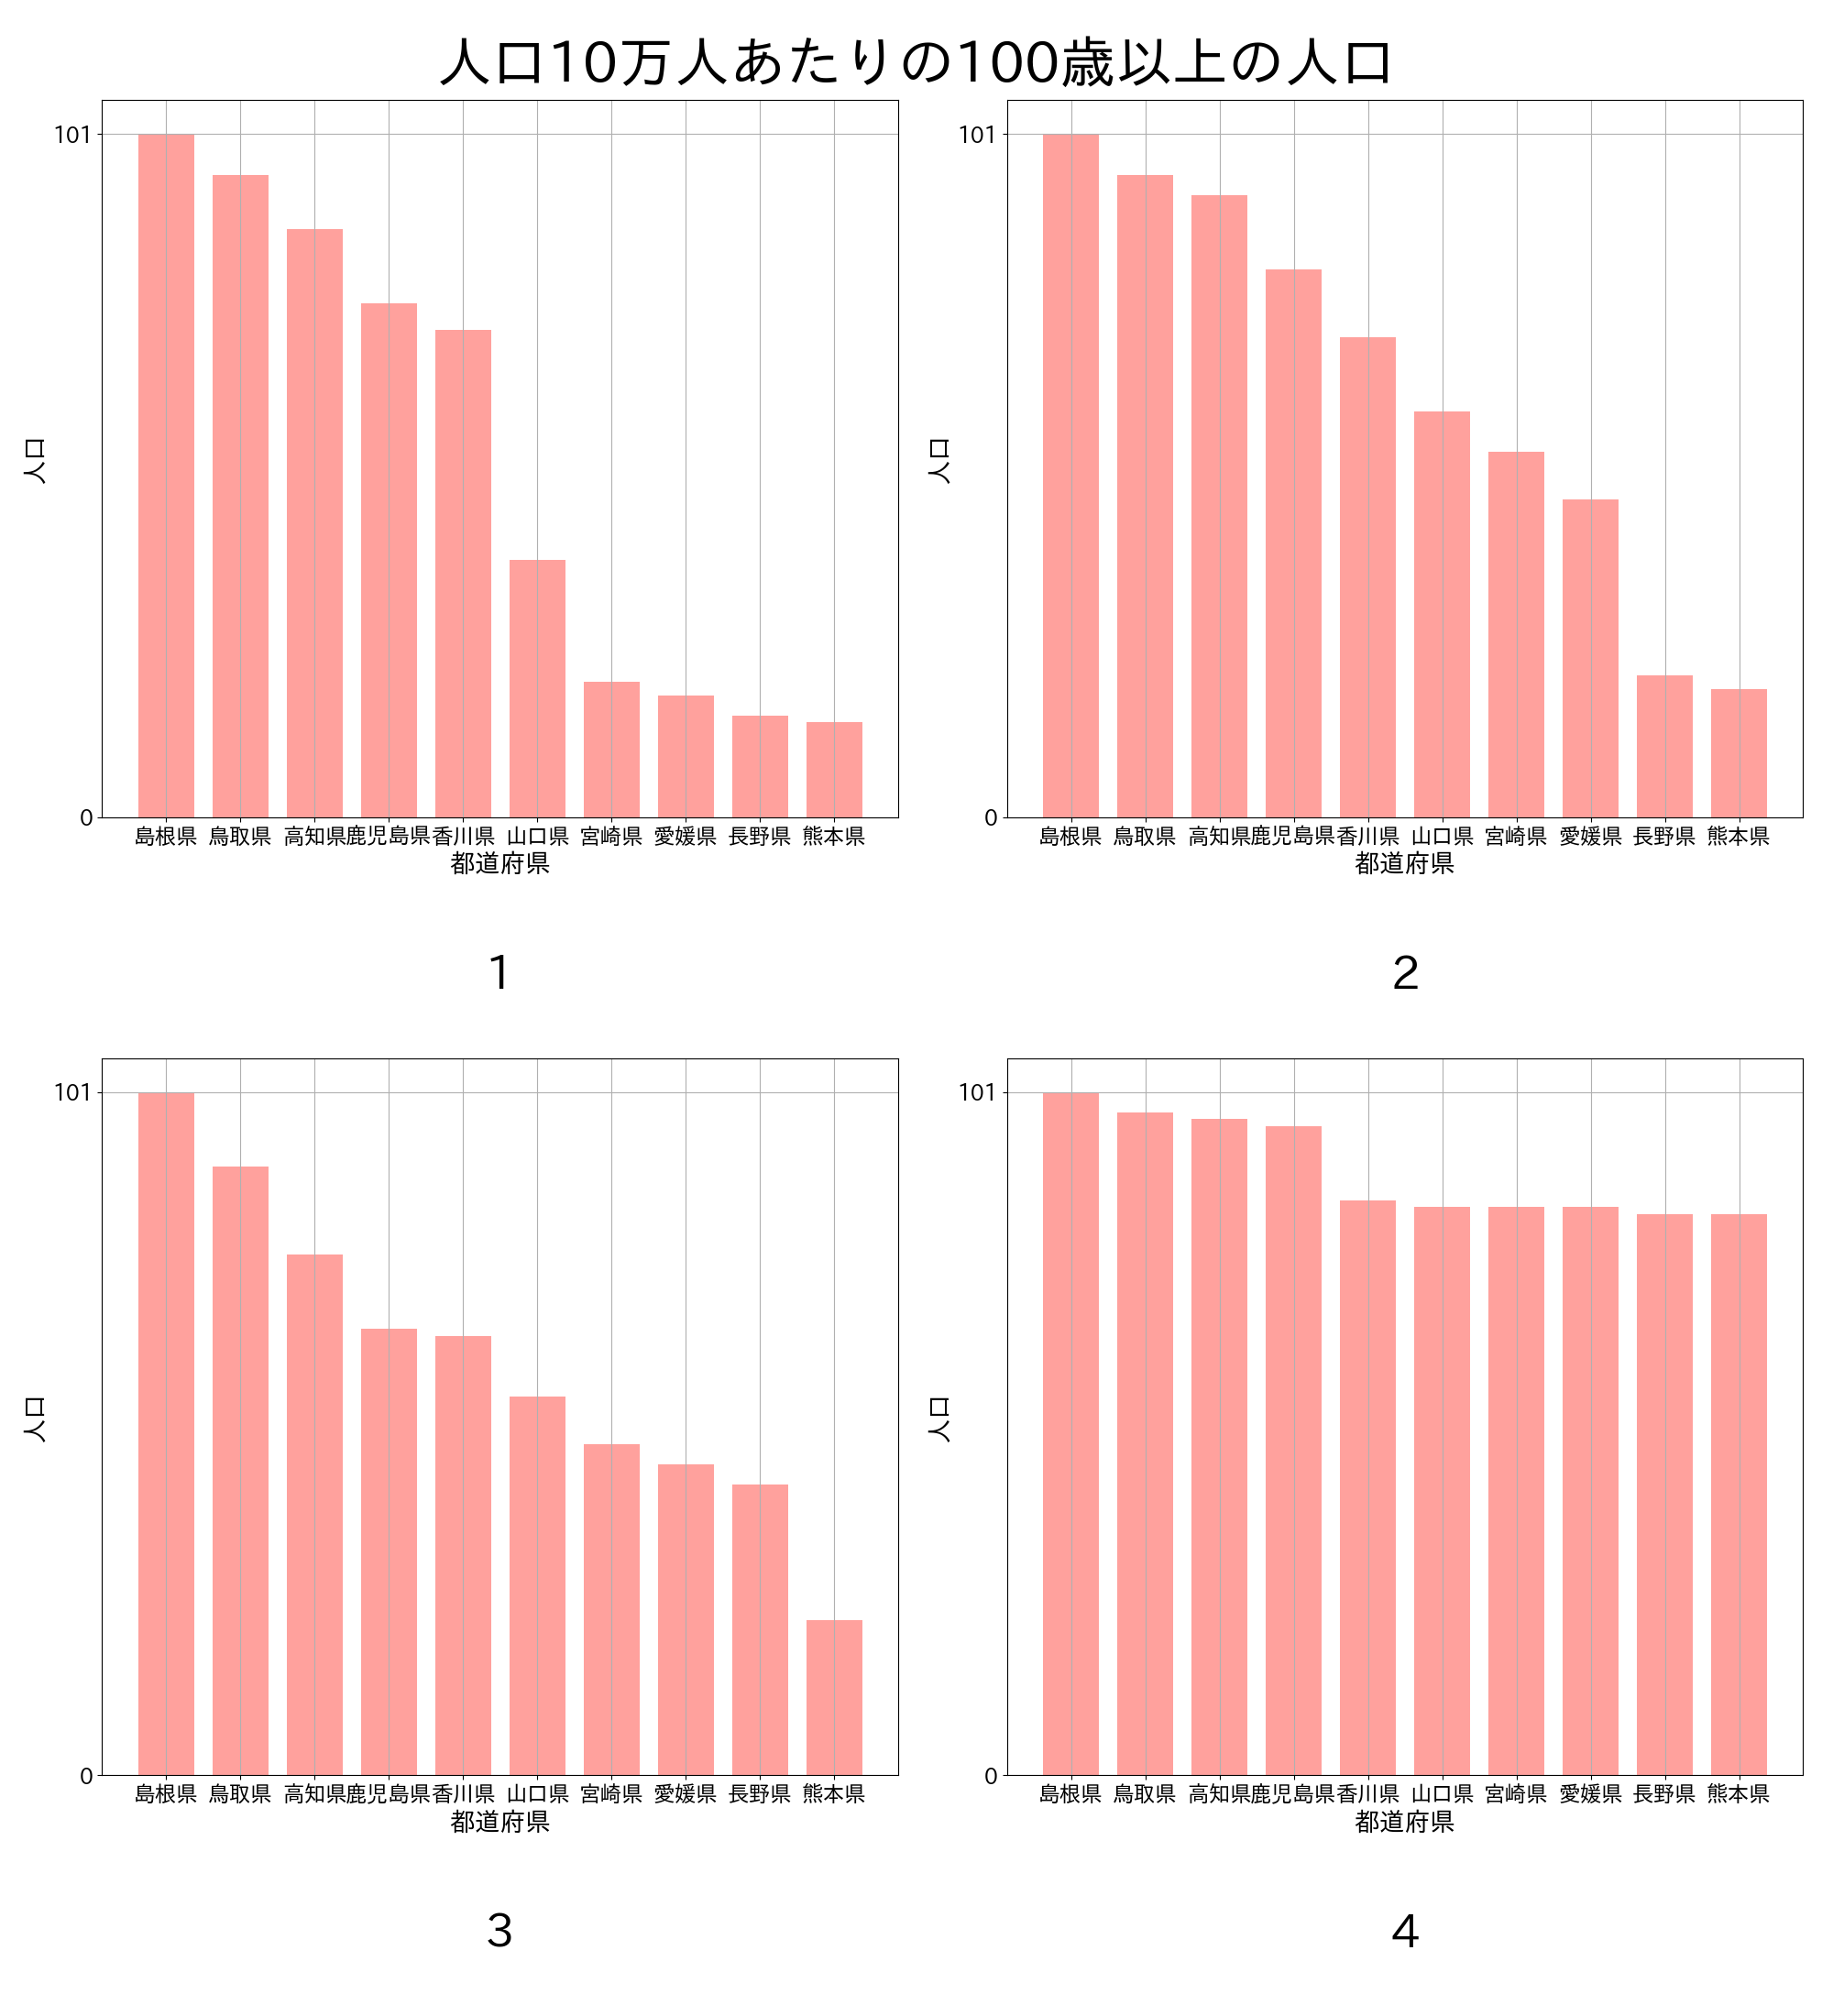 人口10万人あたりの100歳以上の人口
101
0
人口
島根県 鳥取県 高知県 鹿児島県 香川県 山口県 宮崎県 愛媛県 長野県 熊本県
都道府県
1
101
0
人口
島根県 鳥取県 高知県 鹿児島県 香川県 山口県 宮崎県 愛媛県 長野県 熊本県
都道府県
2
101
0
人口
島根県 鳥取県 高知県 鹿児島県 香川県 山口県 宮崎県 愛媛県 長野県 熊本県
都道府県
3
101
0
人口
島根県 鳥取県 高知県 鹿児島県 香川県 山口県 宮崎県 愛媛県 長野県 熊本県
都道府県
4